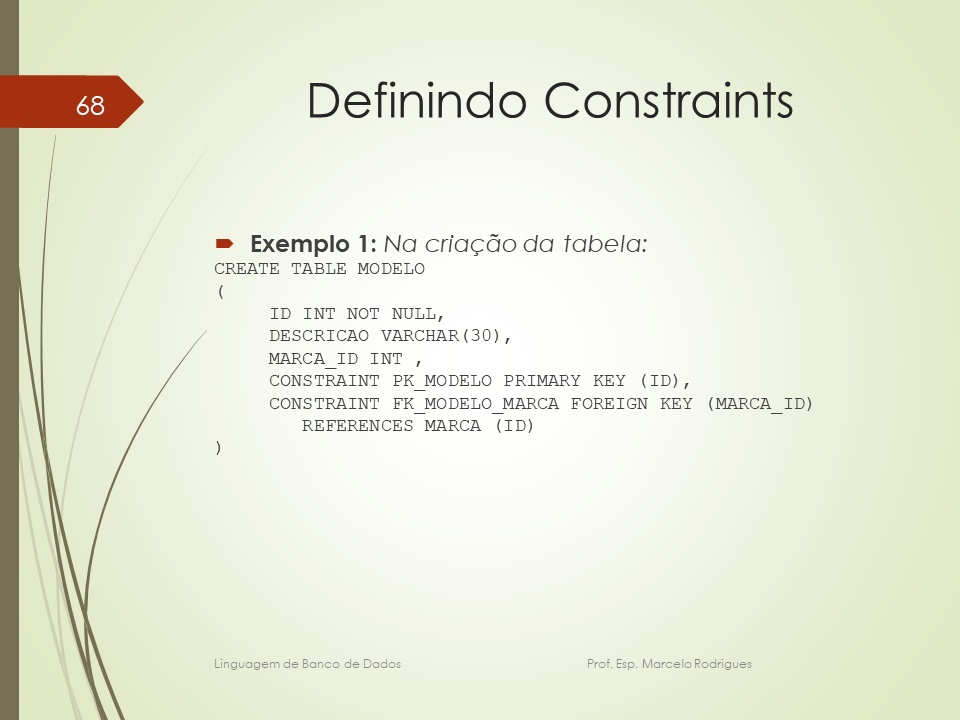 68
Definindo Constraints
Exemplo 1: Na criação da tabela:
CREATE TABLE MODELO
(
ID INT NOT NULL,
DESCRICAO VARCHAR(30),
MARCA_ID INT ,
CONSTRAINT PK_MODELO PRIMARY KEY (ID),
CONSTRAINT FK_MODELO_MARCA FOREIGN KEY (MARCA_ID)
REFERENCES MARCA (ID)
)
Linguagem de Banco de Dados Prof. Esp. Marcelo Rodrigues